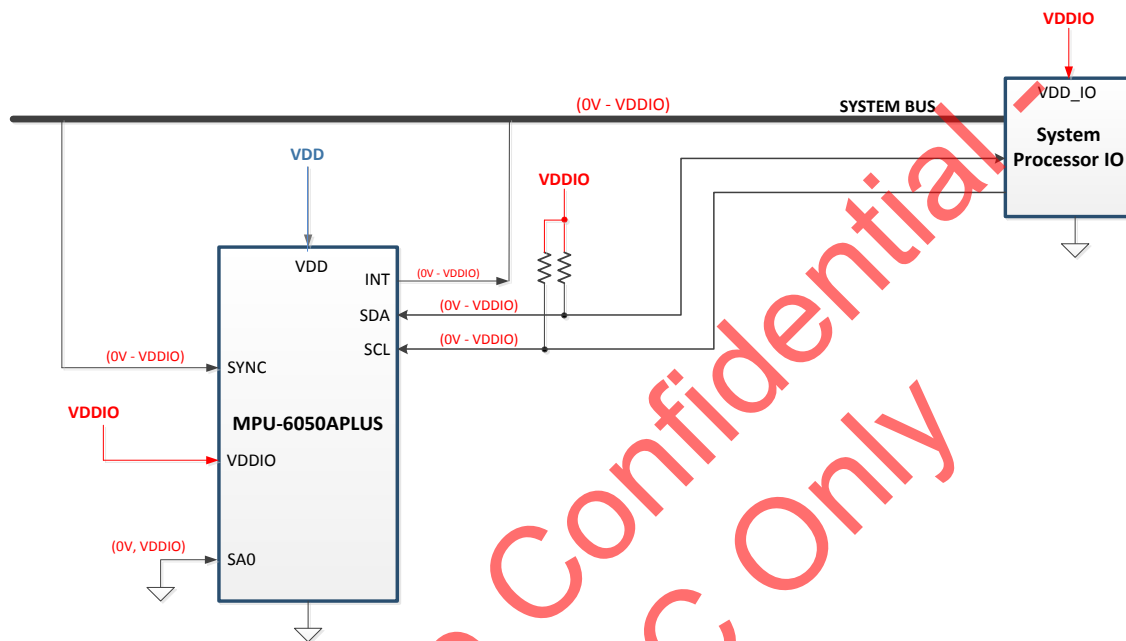 VDDIO
VDD_IO
System
Processor IO
(0V - VDDIO)
SYSTEM BUS
VDD
VDDIO
VDD
INT
(0V - VDDIO)
SDA
(0V - VDDIO)
SCL
(0V - VDDIO)
(0V - VDDIO)
SYNC
VDDIO
MPU-6050APLUS
VDDIO
(0V, VDDIO)
SA0
Confidential -
Only